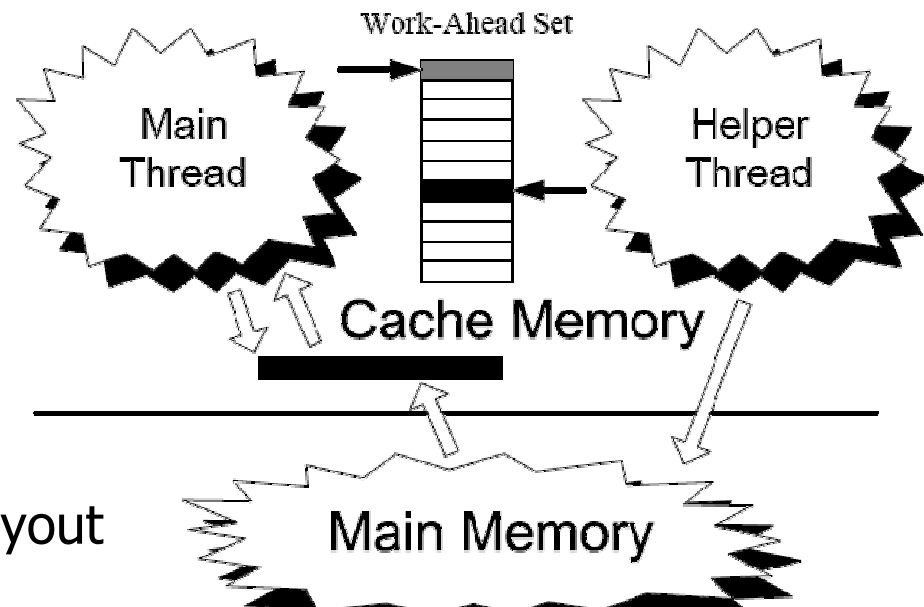 Work-Ahead Set
Main
Thread
Helper
Thread
Cache Memory
yout
Main Memory